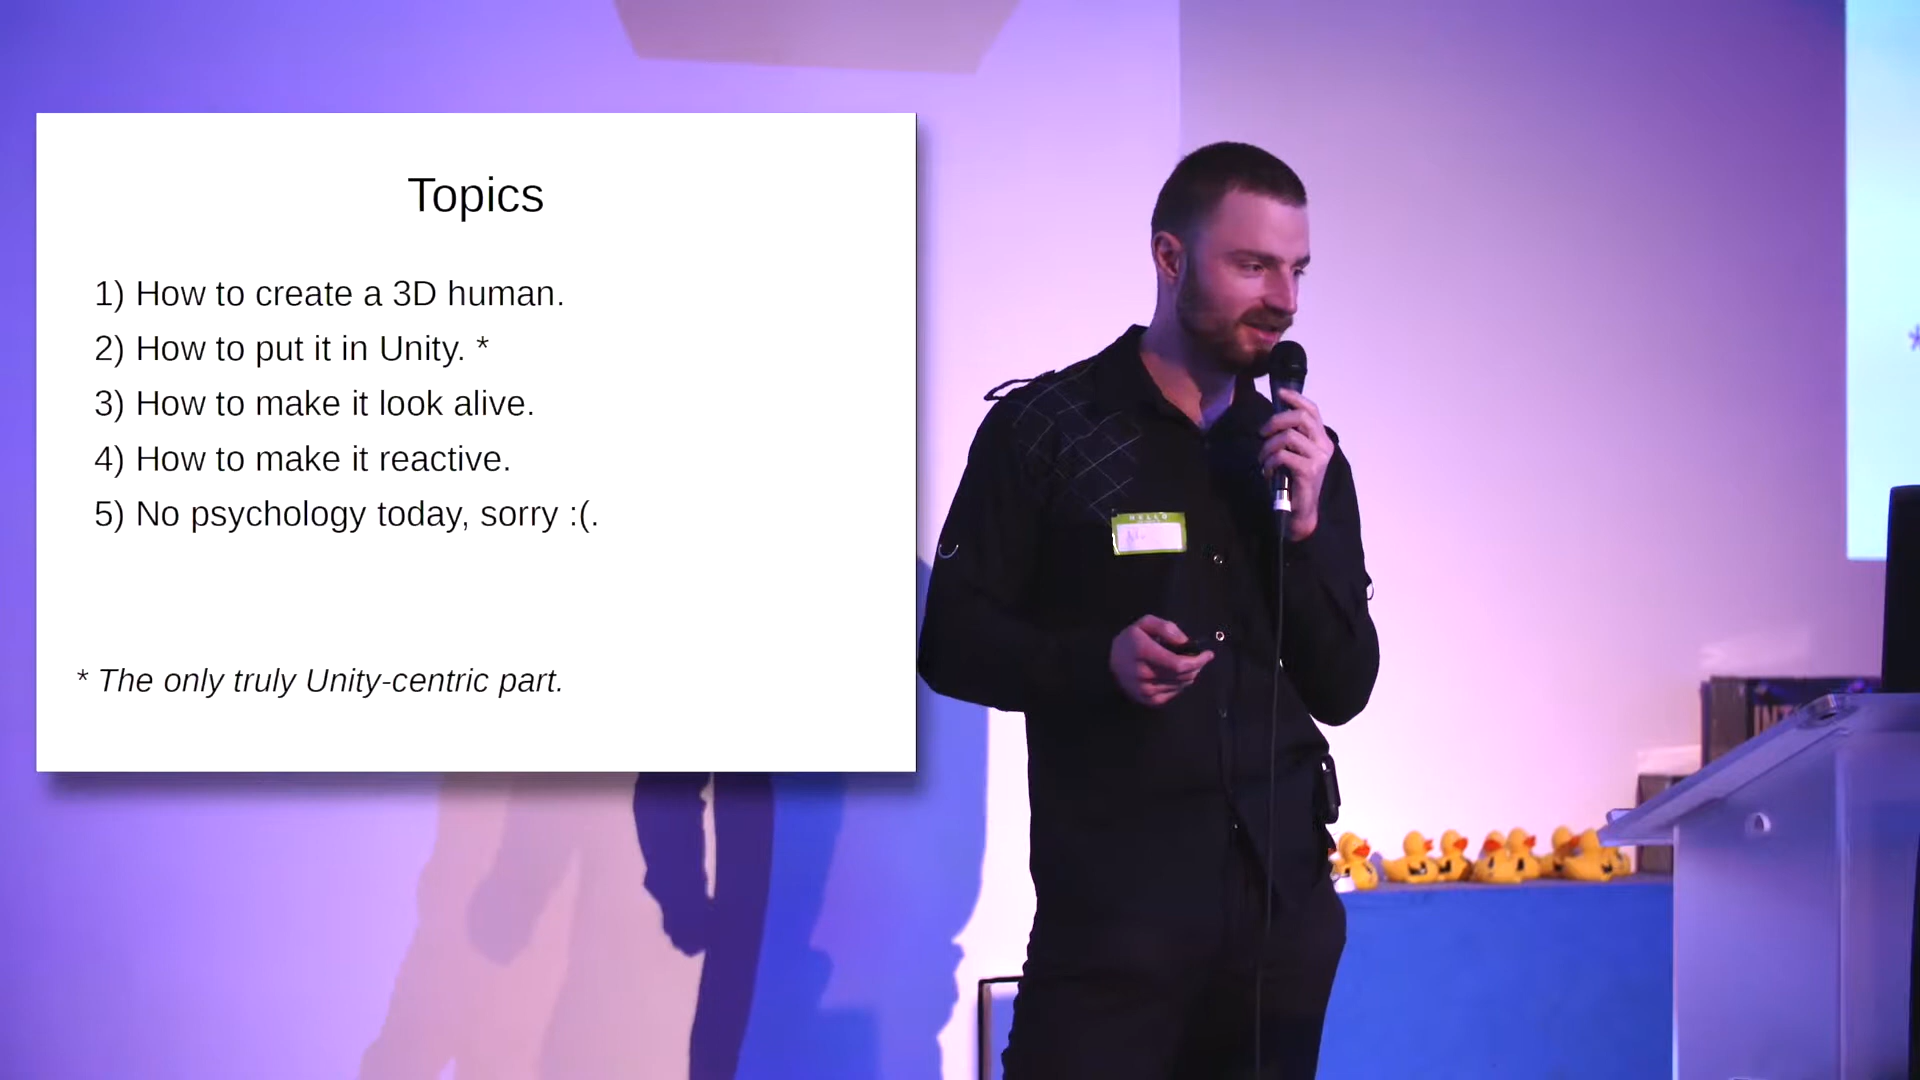 Topics
1) How to create a 3D human.
2) How to put it in Unity. *
3) How to make it look alive.
4) How to make it reactive.
5) No psychology today, sorry :(.
* The only truly Unity-centric part.
HELLO
*